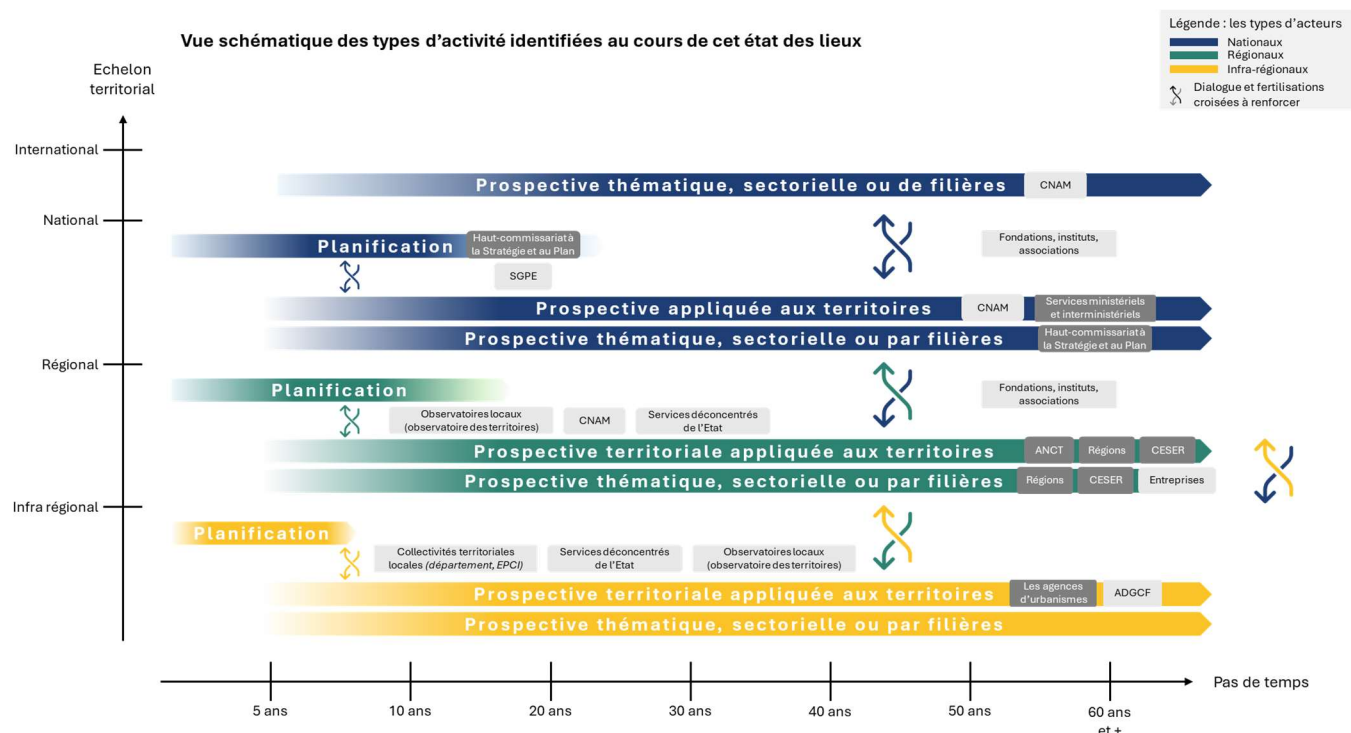 Légende : les types d’acteurs
Nationaux
Régionaux
Infra-régionaux
Dialogue et fertilisations
croisées à renforcer
Vue schématique des types d’activité identifiées au cours de cet état des lieux
Echelon
territorial
International
Prospective thématique, sectorielle ou de filières
CNAM
National
Planification
Haut-commissariat à
la Stratégie et au Plan
SGPE
Fondations, instituts,
associations
Prospective appliquée aux territoires
CNAM
Services ministériels
et interministériels
Prospective thématique, sectorielle ou par filières
Haut-commissariat à
la Stratégie et au Plan
Régional
Planification
Fondations, instituts,
associations
Observatoires locaux
(observatoire des territoires)
CNAM
Services déconcentrés
de l’Etat
Prospective territoriale appliquée aux territoires
ANCT
Régions
CESER
Prospective thématique, sectorielle ou par filières
Régions
CESER
Entreprises
Infra régional
Planification
Collectivités territoriales
locales (département, EPCI)
Services déconcentrés
de l’Etat
Observatoires locaux
(observatoire des territoires)
Prospective territoriale appliquée aux territoires
Les agences
d’urbanismes
ADGCF
Prospective thématique, sectorielle ou par filières
Pas de temps
5 ans
10 ans
20 ans
30 ans
40 ans
50 ans
60 ans
et +